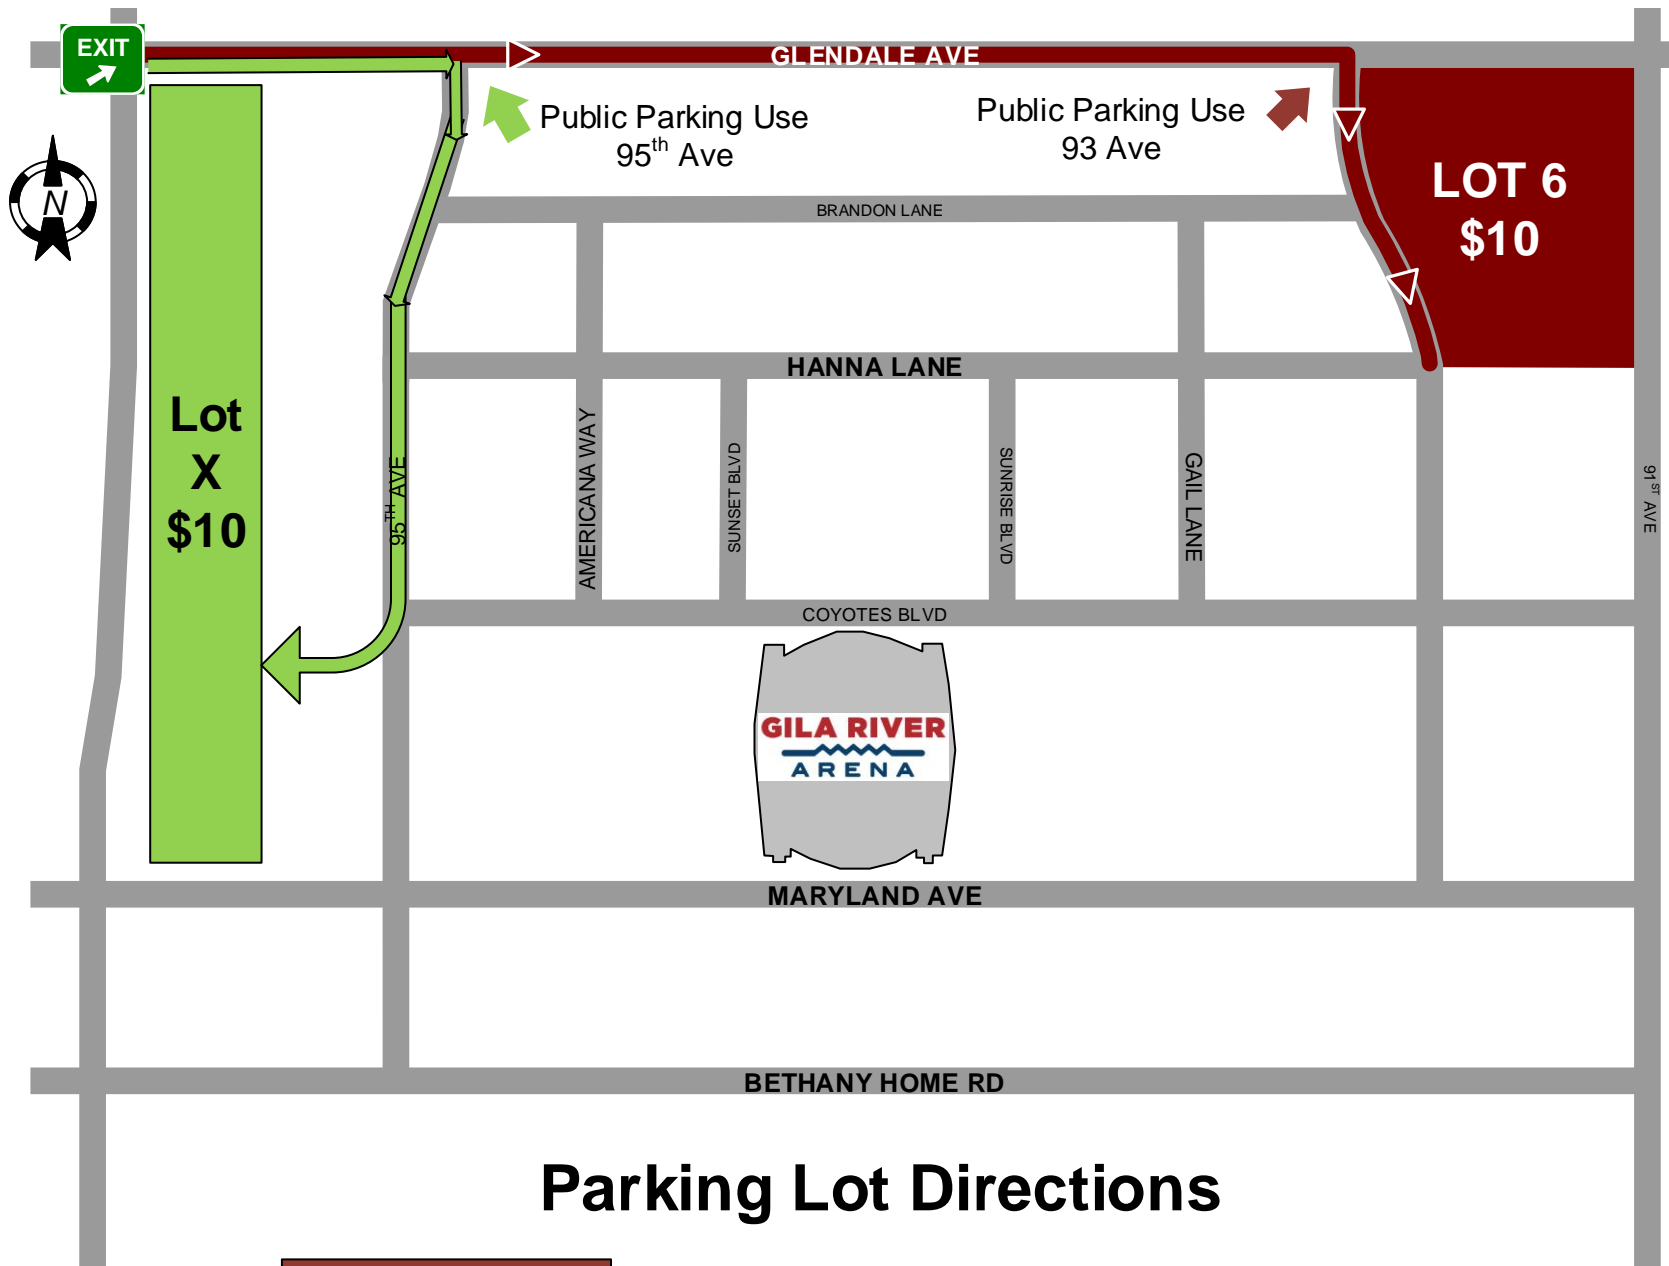 EXIT
GLENDALE AVE
Public Parking Use
95th Ave
Public Parking Use
93 Ave
N
LOT 6
$10
BRANDON LANE
HANNA LANE
Lot
X
$10
95TH AVE
AMERICANA WAY
SUNSET BLVD
SUNRISE BLVD
GAIL LANE
91ST AVE
COYOTES BLVD
GILA RIVER
ARENA
MARYLAND AVE
BETHANY HOME RD
Parking Lot Directions